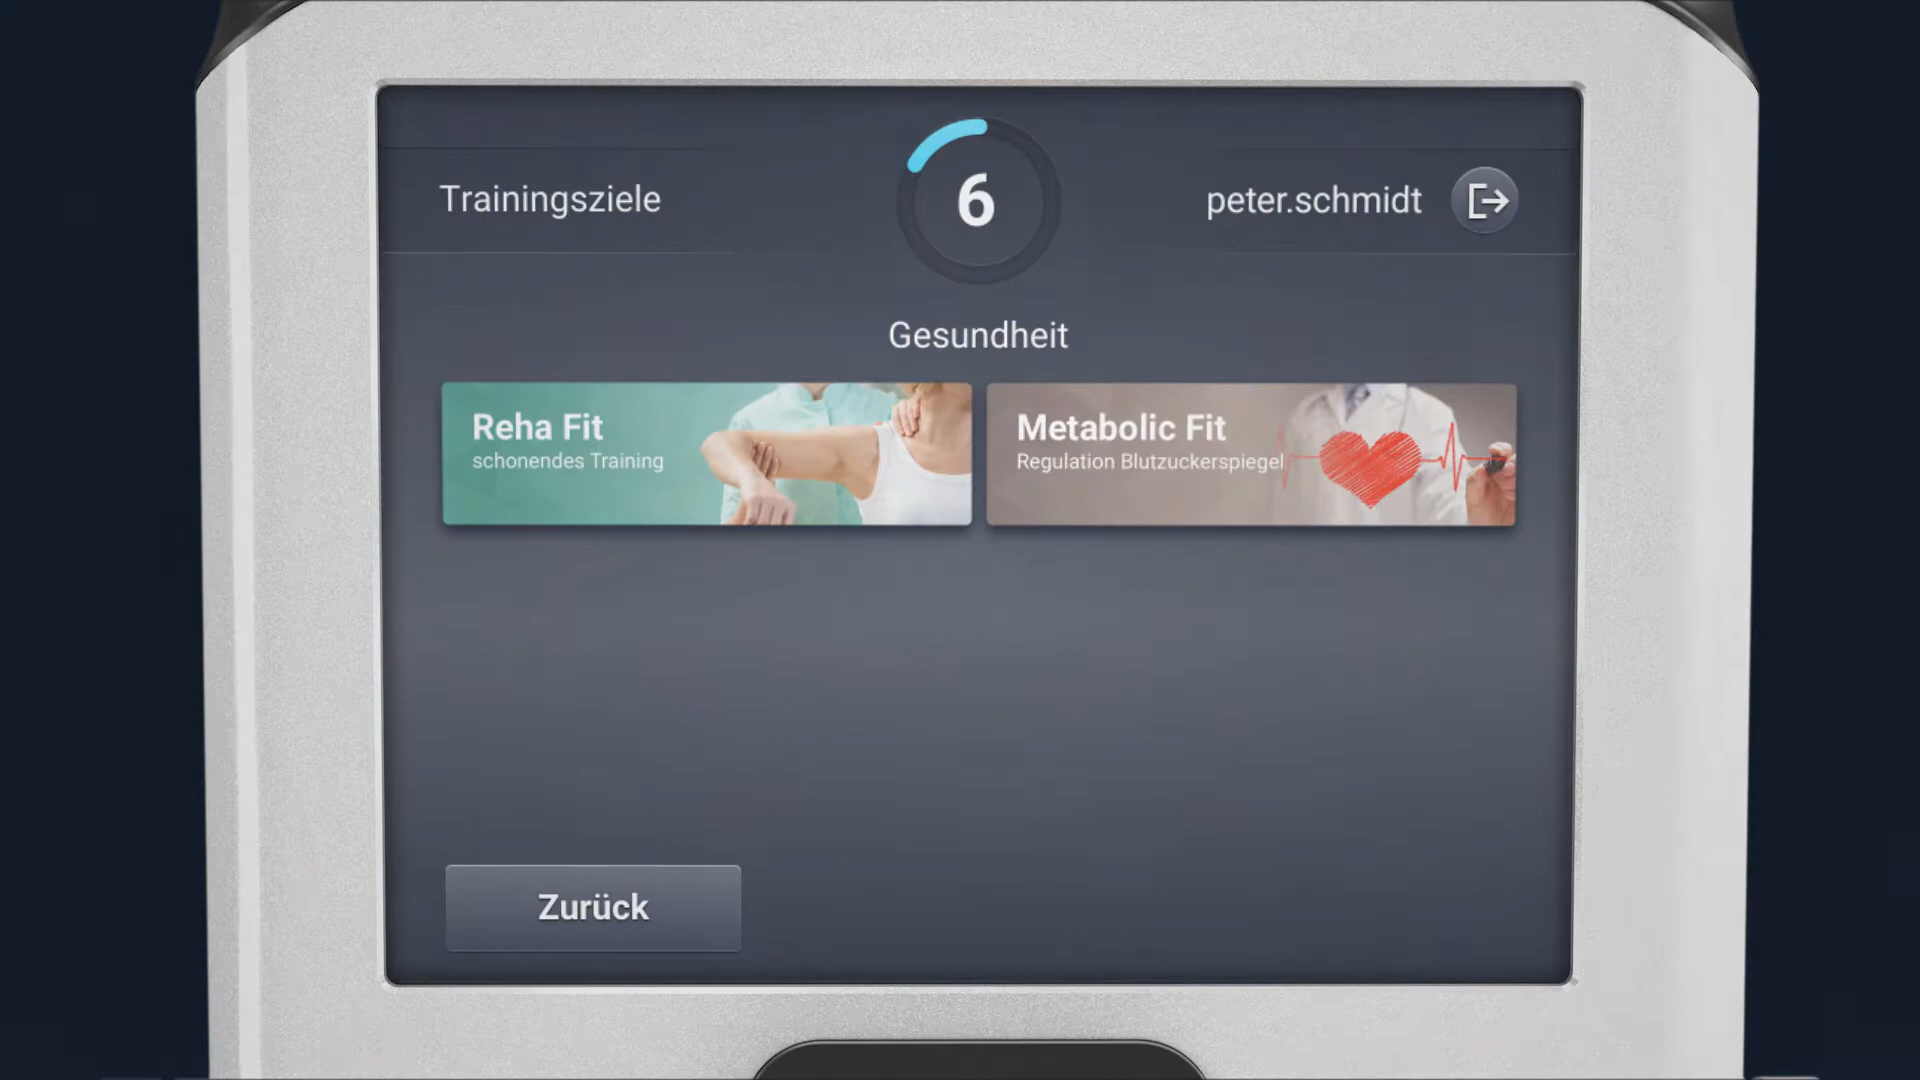 Trainingsziele
6
peter.schmidt
Gesundheit
Reha Fit
schonendes Training
Metabolic Fit
Regulation Blutzuckerspiegel
Zurück